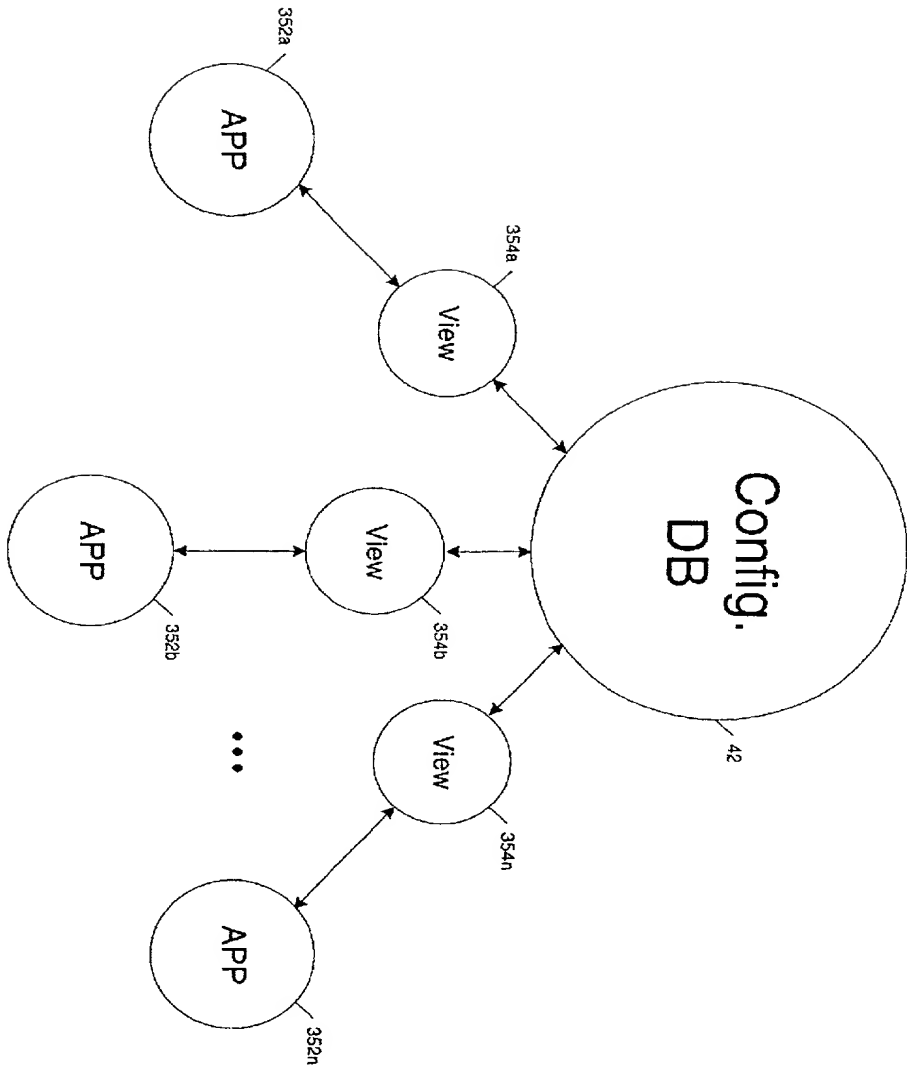 Config.
DB
42
View
354a
View
354b
View
354n
APP
352a
APP
352b
APP
352n
...